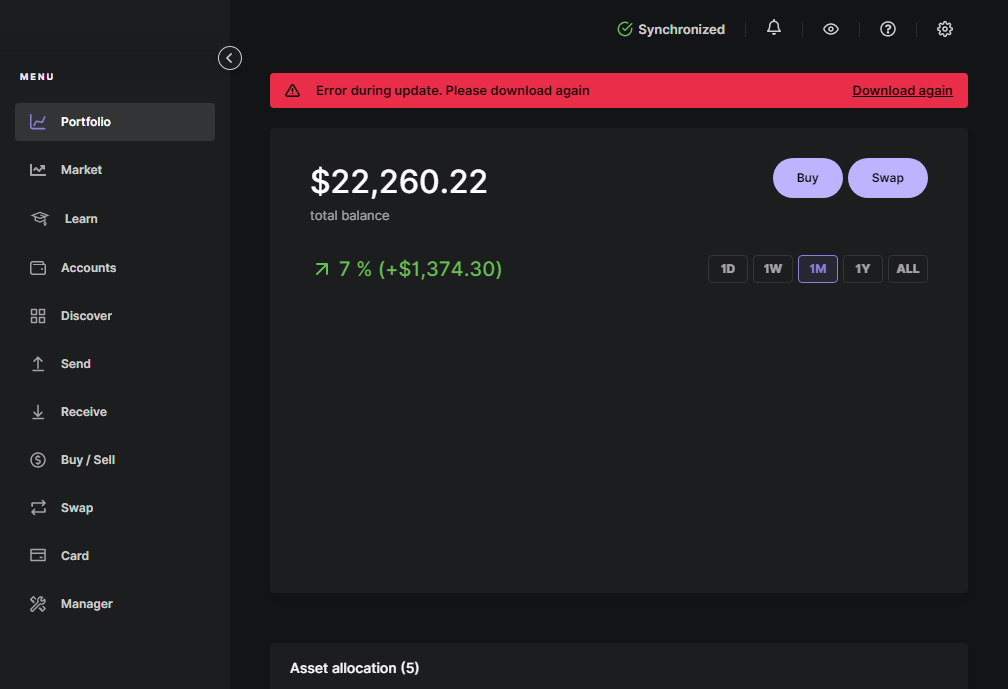 Synchronized
MENU
Error during update. Please download again Download again
Portfolio
Market
Learn
Accounts
Discover
Send
Receive
Buy / Sell
Swap
Card
Manager
$22,260.22
total balance
Buy Swap
7 % (+$1,374.30)
1D 1W 1M 1Y ALL
Asset allocation (5)